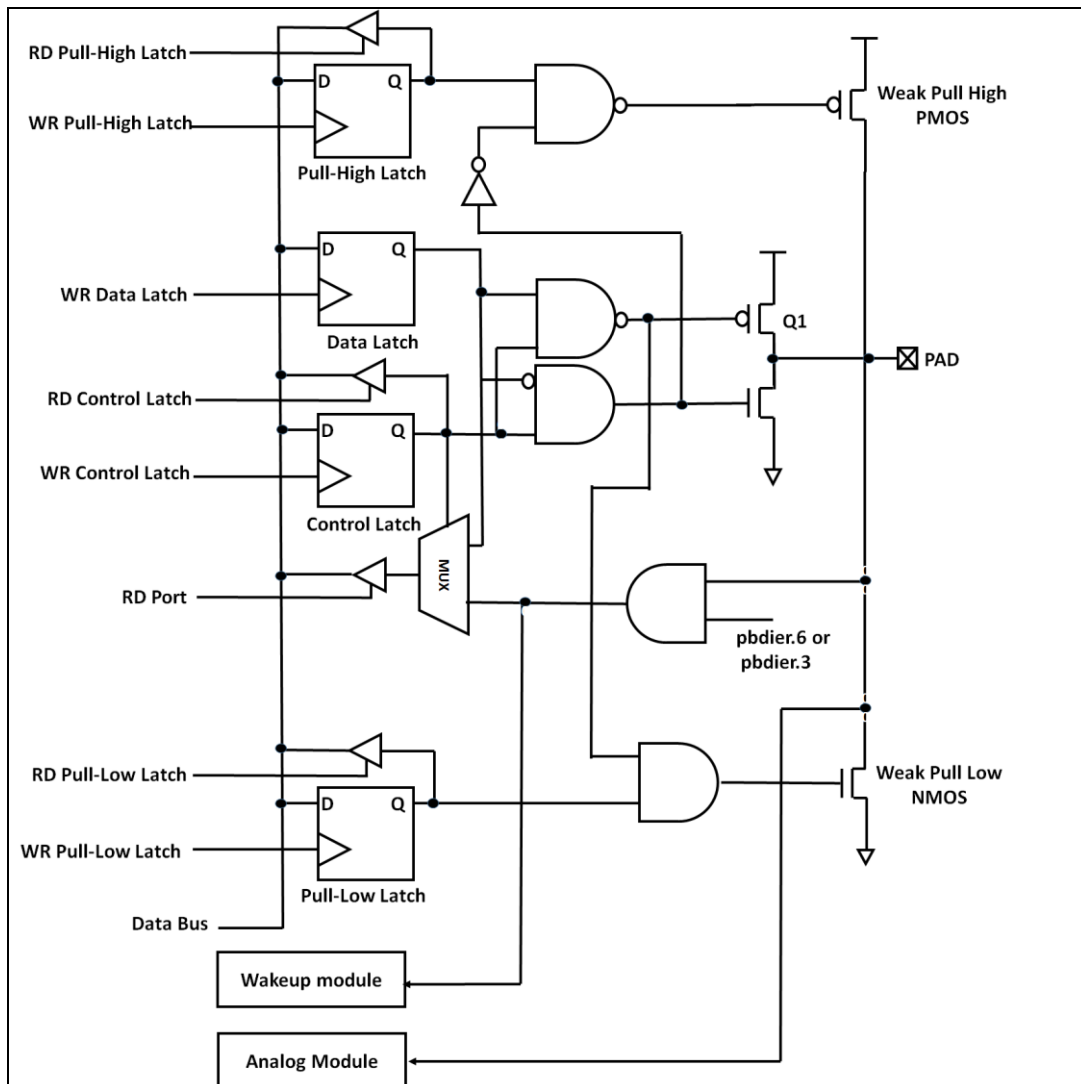 RD Pull-High Latch
D
Q
WR Pull-High Latch
Pull-High Latch
Weak Pull High
PMOS
D
Q
WR Data Latch
Data Latch
Q1
PAD
RD Control Latch
D
Q
WR Control Latch
Control Latch
MUX
RD Port
pbdier.6 or
pbdier.3
RD Pull-Low Latch
D
Q
WR Pull-Low Latch
Pull-Low Latch
Weak Pull Low
NMOS
Data Bus
Wakeup module
Analog Module